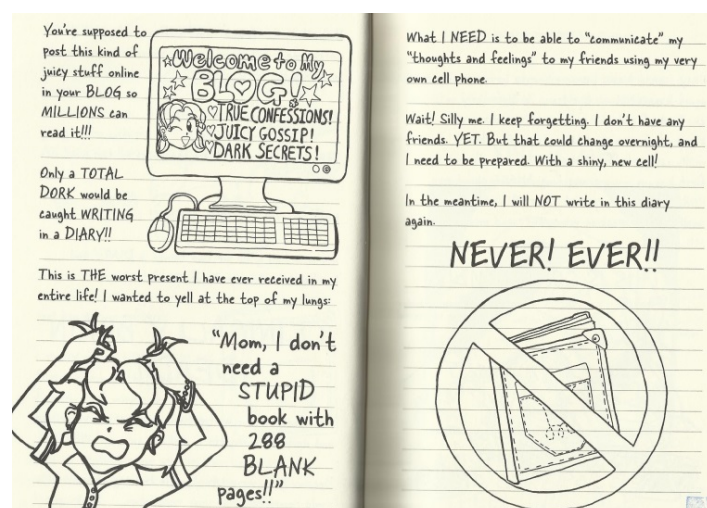 You're supposed to
post this kind of
juicy stuff online
in your BLOG so
MILLIONS can
read it!!!
Welcome to My
BLOG!
TRUE CONFESSIONS!
JUICY GOSSIP!
DARK SECRETS!
Only a TOTAL
DORK would be
caught WRITING
in a DIARY!!
This is THE worst present I have ever received in my
entire life! I wanted to yell at the top of my lungs:
"Mom, I don't
need a
STUPID
book with
288
BLANK
pages!!"
What I NEED is to be able to "communicate" my
"thoughts and feelings" to my friends using my very
own cell phone.
Wait! Silly me. I keep forgetting. I don't have any
friends. YET. But that could change overnight, and
I need to be prepared. With a shiny, new cell!
In the meantime, I will NOT write in this diary
again.
NEVER! EVER!!